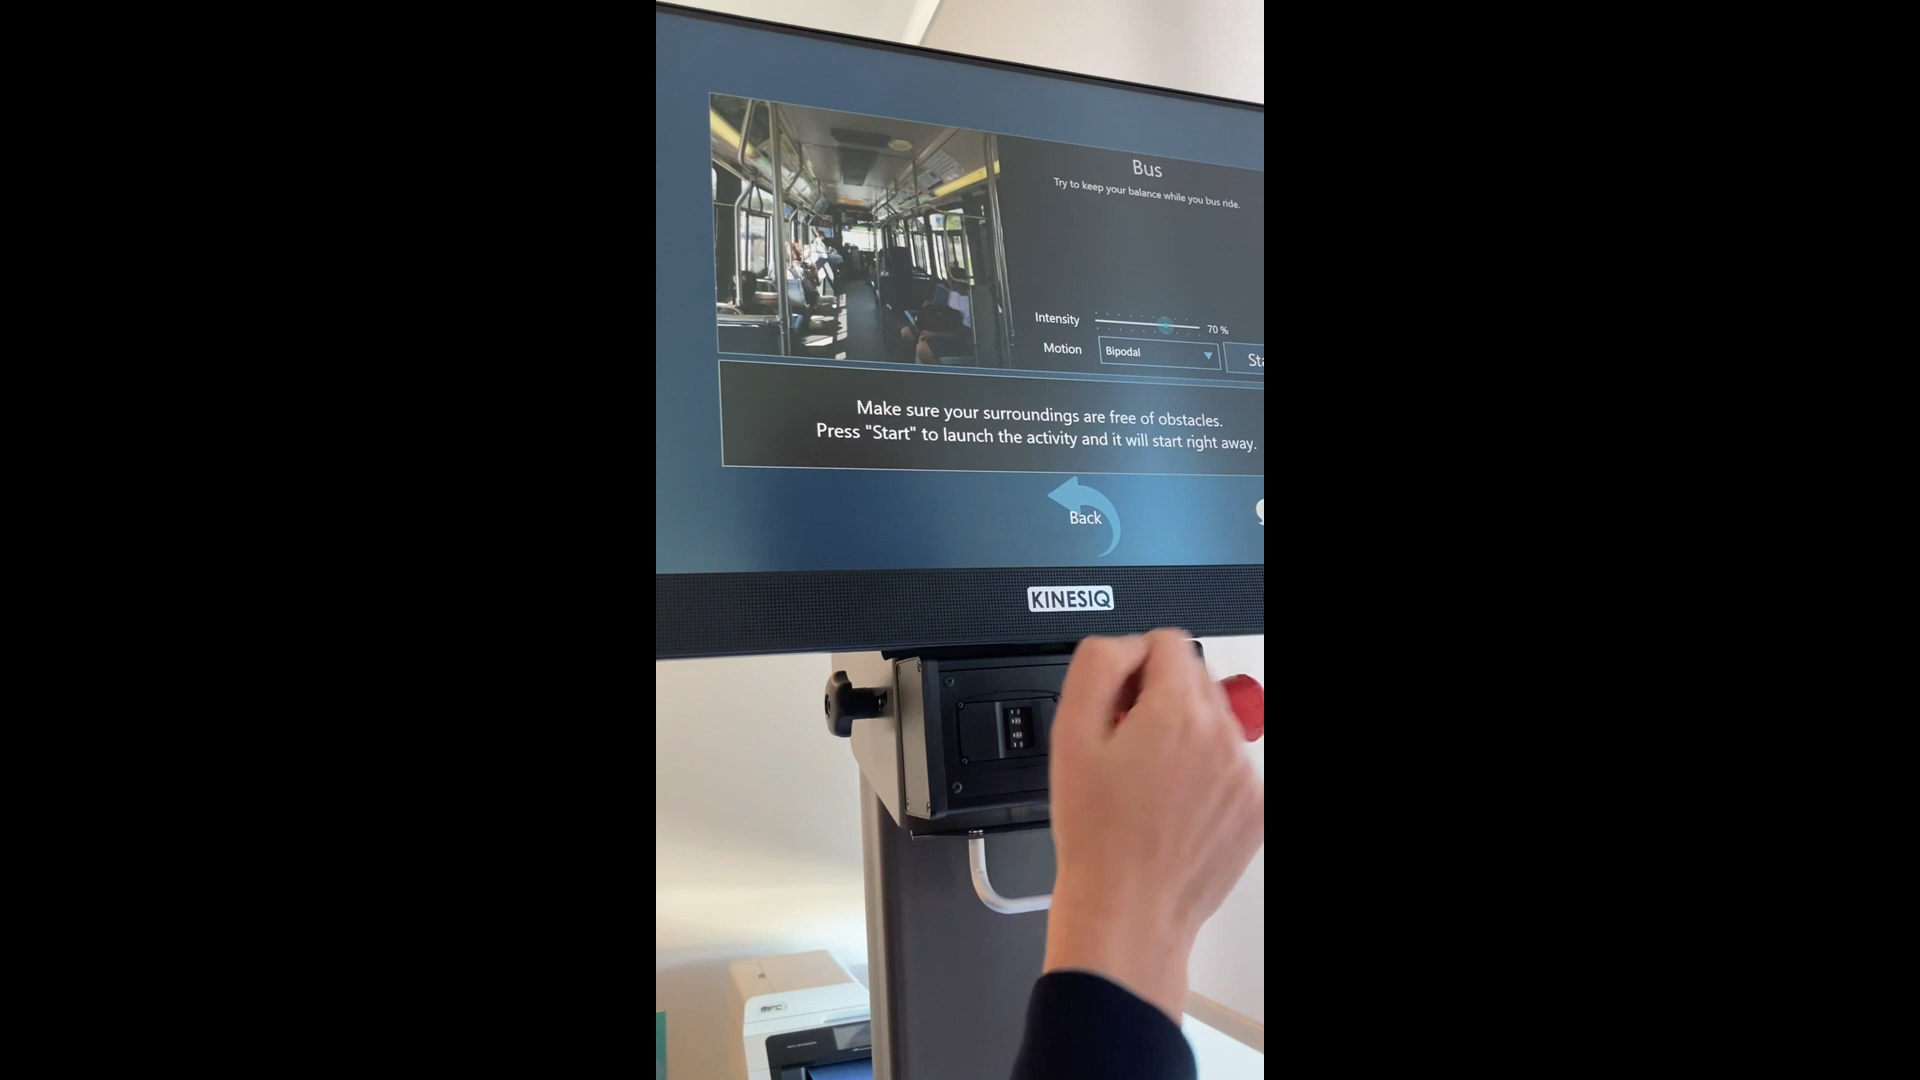 Bus
Try to keep your balance while you bus ride.
Intensity
70 %
Motion
Bipodal
Make sure your surroundings are free of obstacles.
Press "Start" to launch the activity and it will start right away.
Back
KINESIQ
MFC